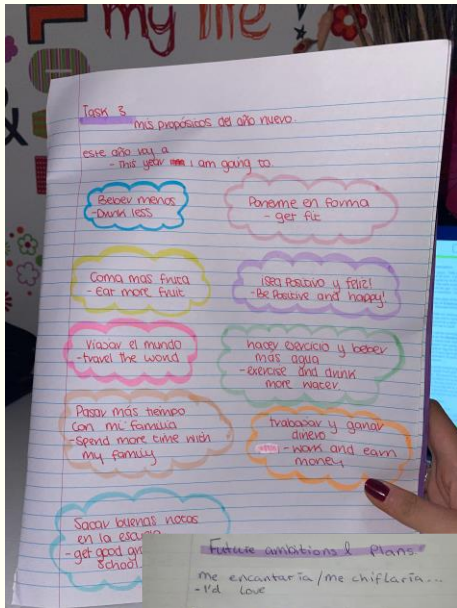 my life
Task 3
mis propósitos del año nuevo.
este año voy a
- This year I am going to.
Beber menos
- Drink less
Ponerme en forma
- get fit
Coma mas fruta
- Eat more fruit
¡Sea Positivo y feliz!
- Be Positive and happy!
Viajar el mundo
- travel the world
hacer ejercicio y beber
más agua
- exercise and drink
more water.
Pasar más tiempo
con mi familia
- Spend more time with
my family
trabajar y ganar
dinero
- work and earn
money
Sacar buenas notas
en la
- get good
School
Future ambitions & Plans.
me encantaría/me chiflaría...
- I'd love